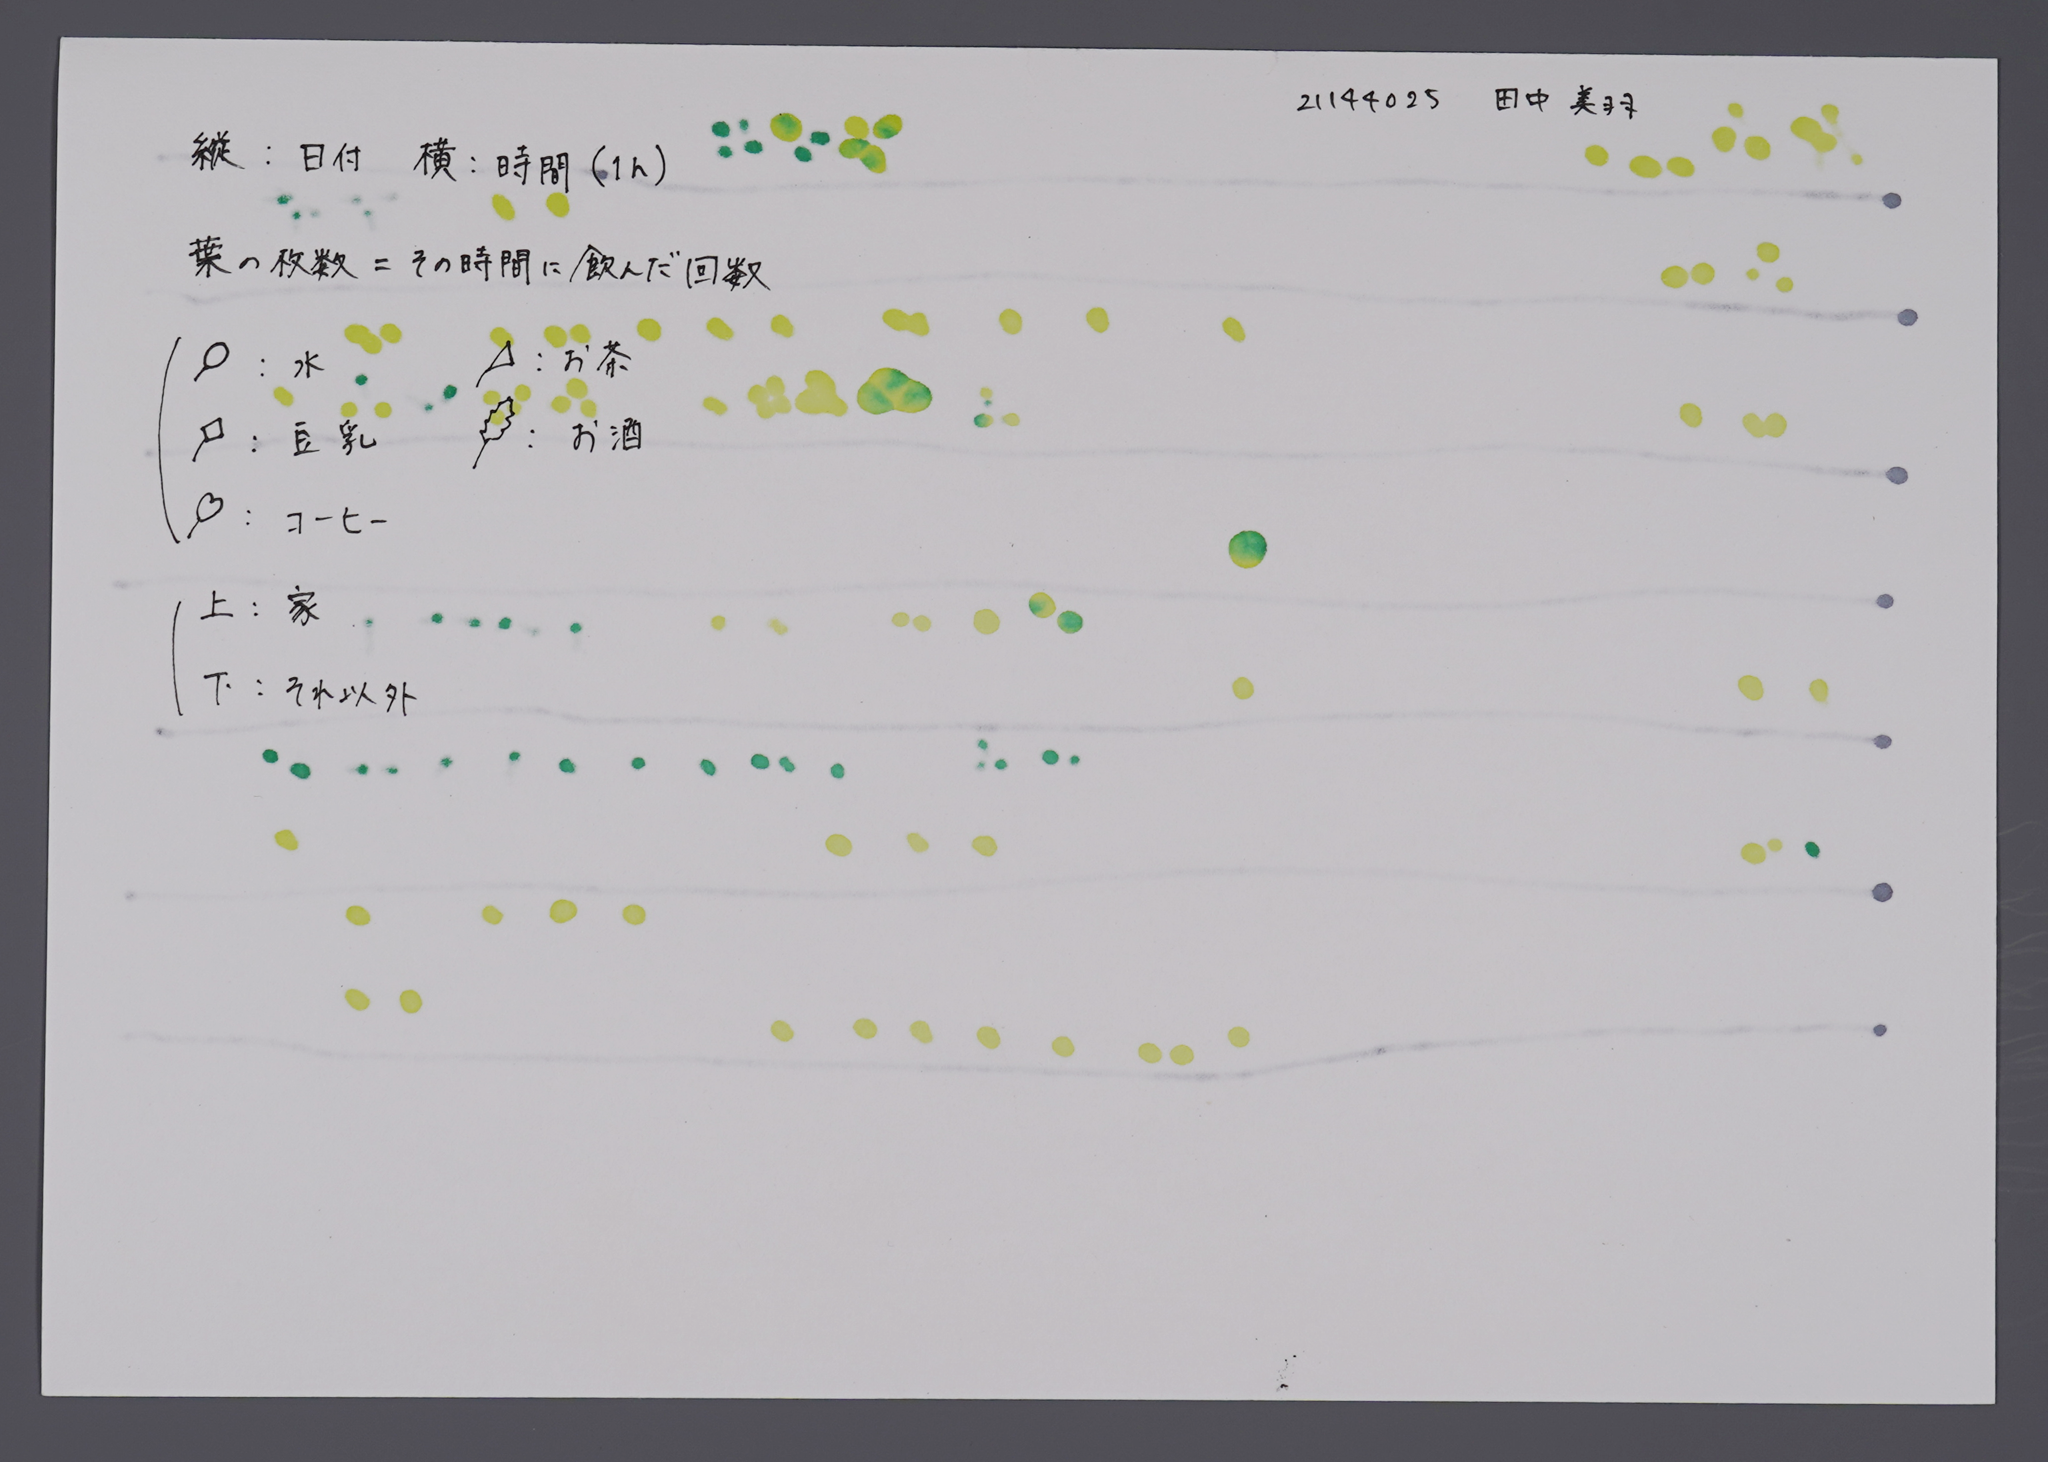 21144025 田中 美羽
縦：日付 横：時間(1h)
葉の枚数=その時間に飲んだ回数
：水 ：お茶
：豆乳 ：お酒
：コーヒー
上：家
下：それ以外